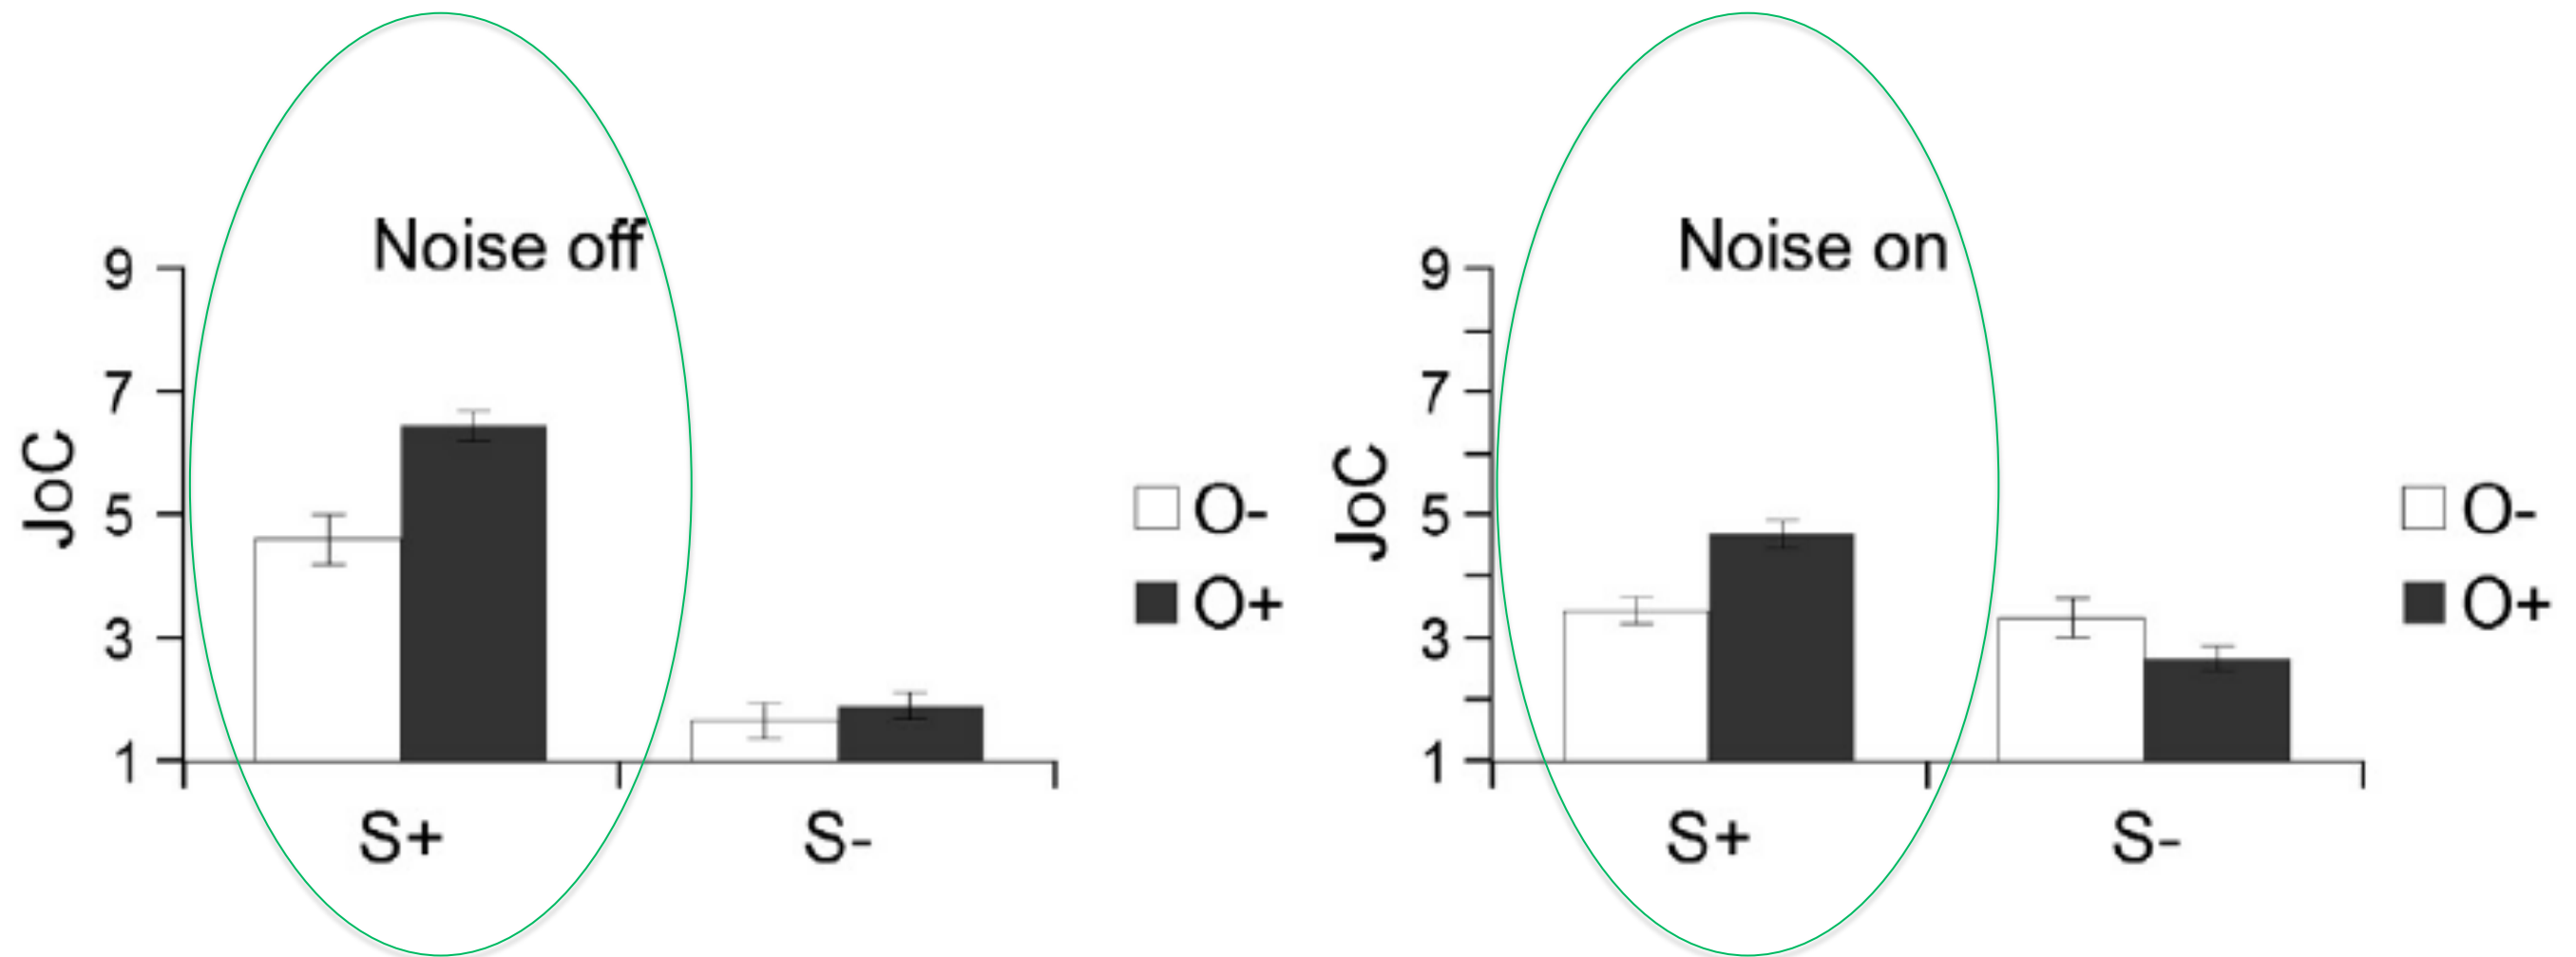 Noise off
9
7
5
3
1
JoC
S+
S-
O-
O+
Noise on
9
7
5
3
1
JoC
S+
S-
O-
O+